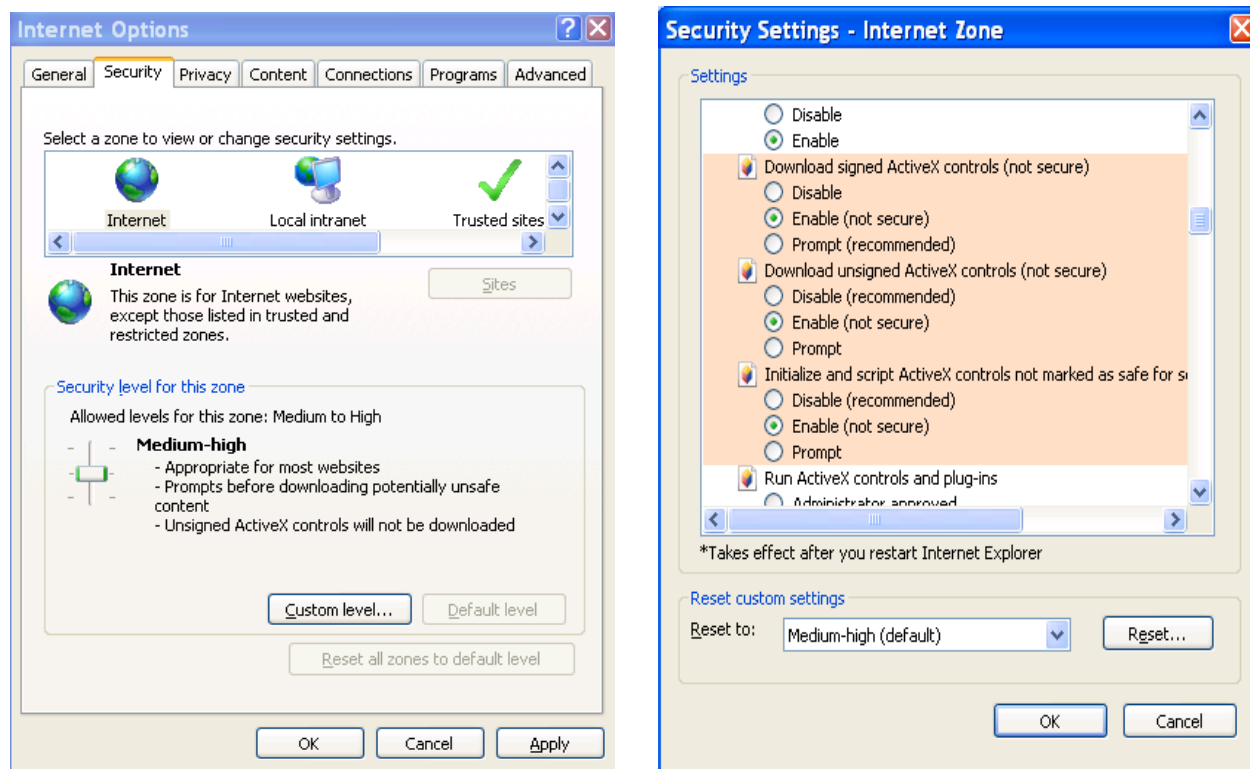 Internet Options
General Security Privacy Content Connections Programs Advanced
Select a zone to view or change security settings.
Internet Local intranet Trusted sites
Internet
Sites
This zone is for Internet websites,
except those listed in trusted and
restricted zones.
Security level for this zone
Allowed levels for this zone: Medium to High
Medium-high
- Appropriate for most websites
- Prompts before downloading potentially unsafe
content
- Unsigned ActiveX controls will not be downloaded
Custom level... Default level
Reset all zones to default level
OK Cancel Apply
Security Settings - Internet Zone
Settings
Disable
Enable
Download signed ActiveX controls (not secure)
Disable
Enable (not secure)
Prompt (recommended)
Download unsigned ActiveX controls (not secure)
Disable (recommended)
Enable (not secure)
Prompt
Initialize and script ActiveX controls not marked as safe for
Disable (recommended)
Enable (not secure)
Prompt
Run ActiveX controls and plug-ins
Administrator approved
*Takes effect after you restart Internet Explorer
Reset custom settings
Reset to: Medium-high (default) Reset...
OK Cancel